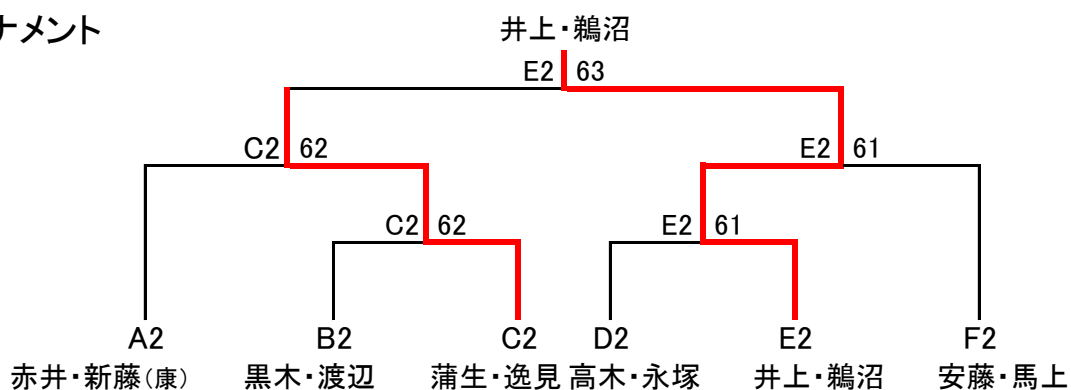 ナメント
井上・鵜沼
E2 63
C2 62 E2 61
C2 62 E2 61
A2 B2 C2 D2 E2 F2
赤井・新藤(康) 黒木・渡辺 蒲生・逸見 高木・永塚 井上・鵜沼 安藤・馬上